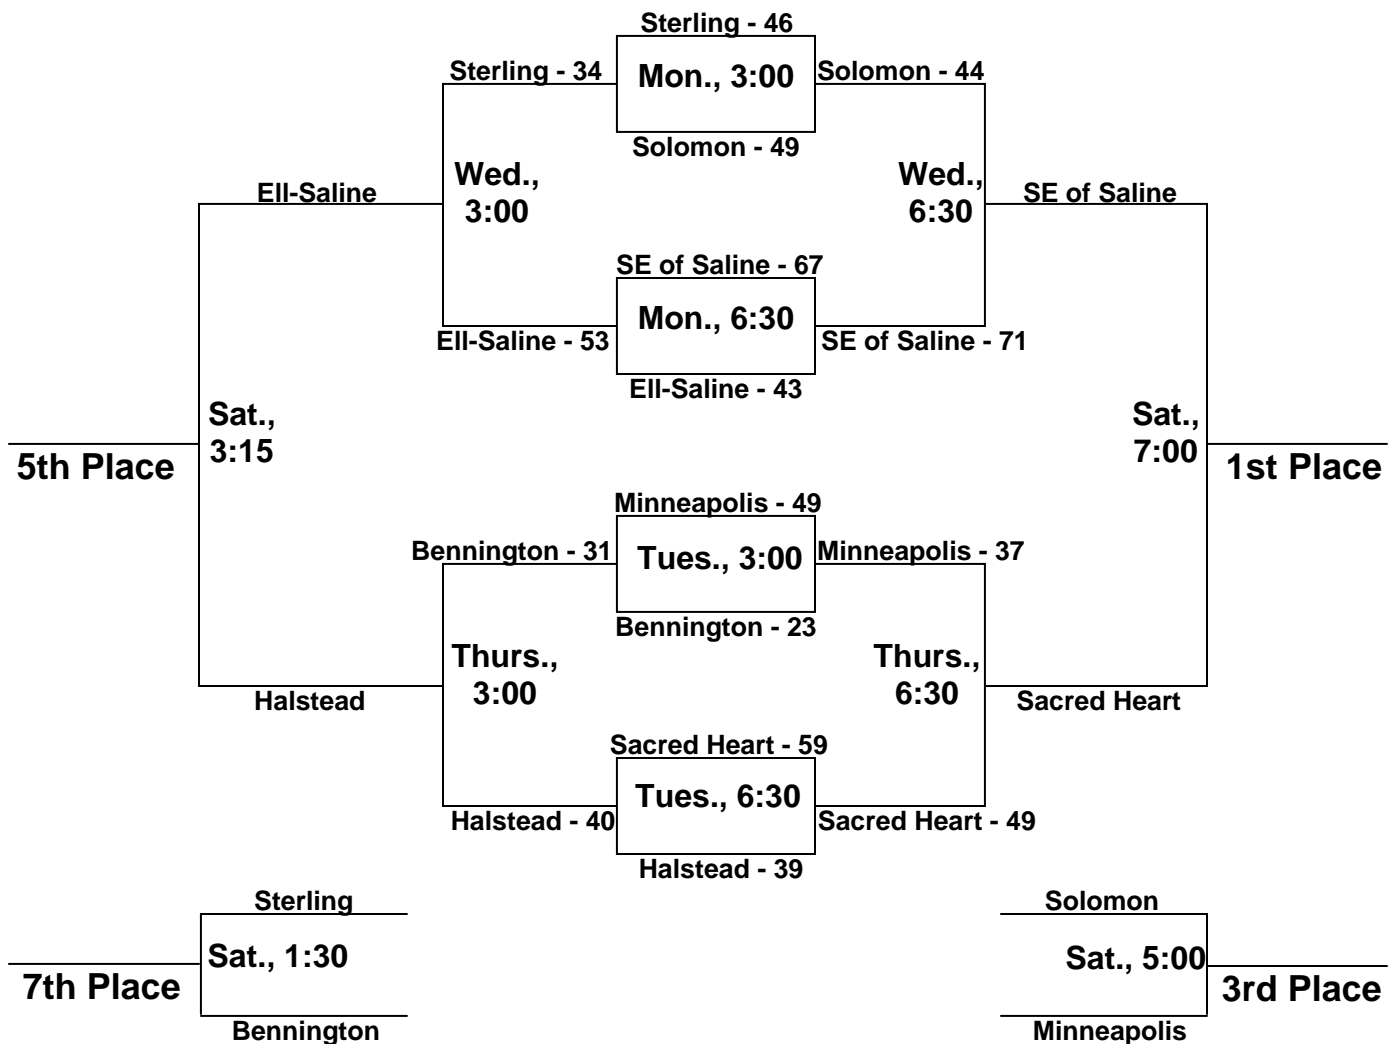 Sterling - 46
Sterling - 34
Mon., 3:00
Solomon - 44
Solomon - 49
Ell-Saline
Wed.,
3:00
Wed.,
6:30
SE of Saline
SE of Saline - 67
Mon., 6:30
Ell-Saline - 53
SE of Saline - 71
Ell-Saline - 43
Sat.,
3:15
Sat.,
7:00
5th Place
1st Place
Minneapolis - 49
Bennington - 31
Tues., 3:00
Minneapolis - 37
Bennington - 23
Thurs.,
3:00
Thurs.,
6:30
Halstead
Sacred Heart
Sacred Heart - 59
Tues., 6:30
Halstead - 40
Sacred Heart - 49
Halstead - 39
Sterling
Sat., 1:30
7th Place
Bennington
Solomon
Sat., 5:00
3rd Place
Minneapolis